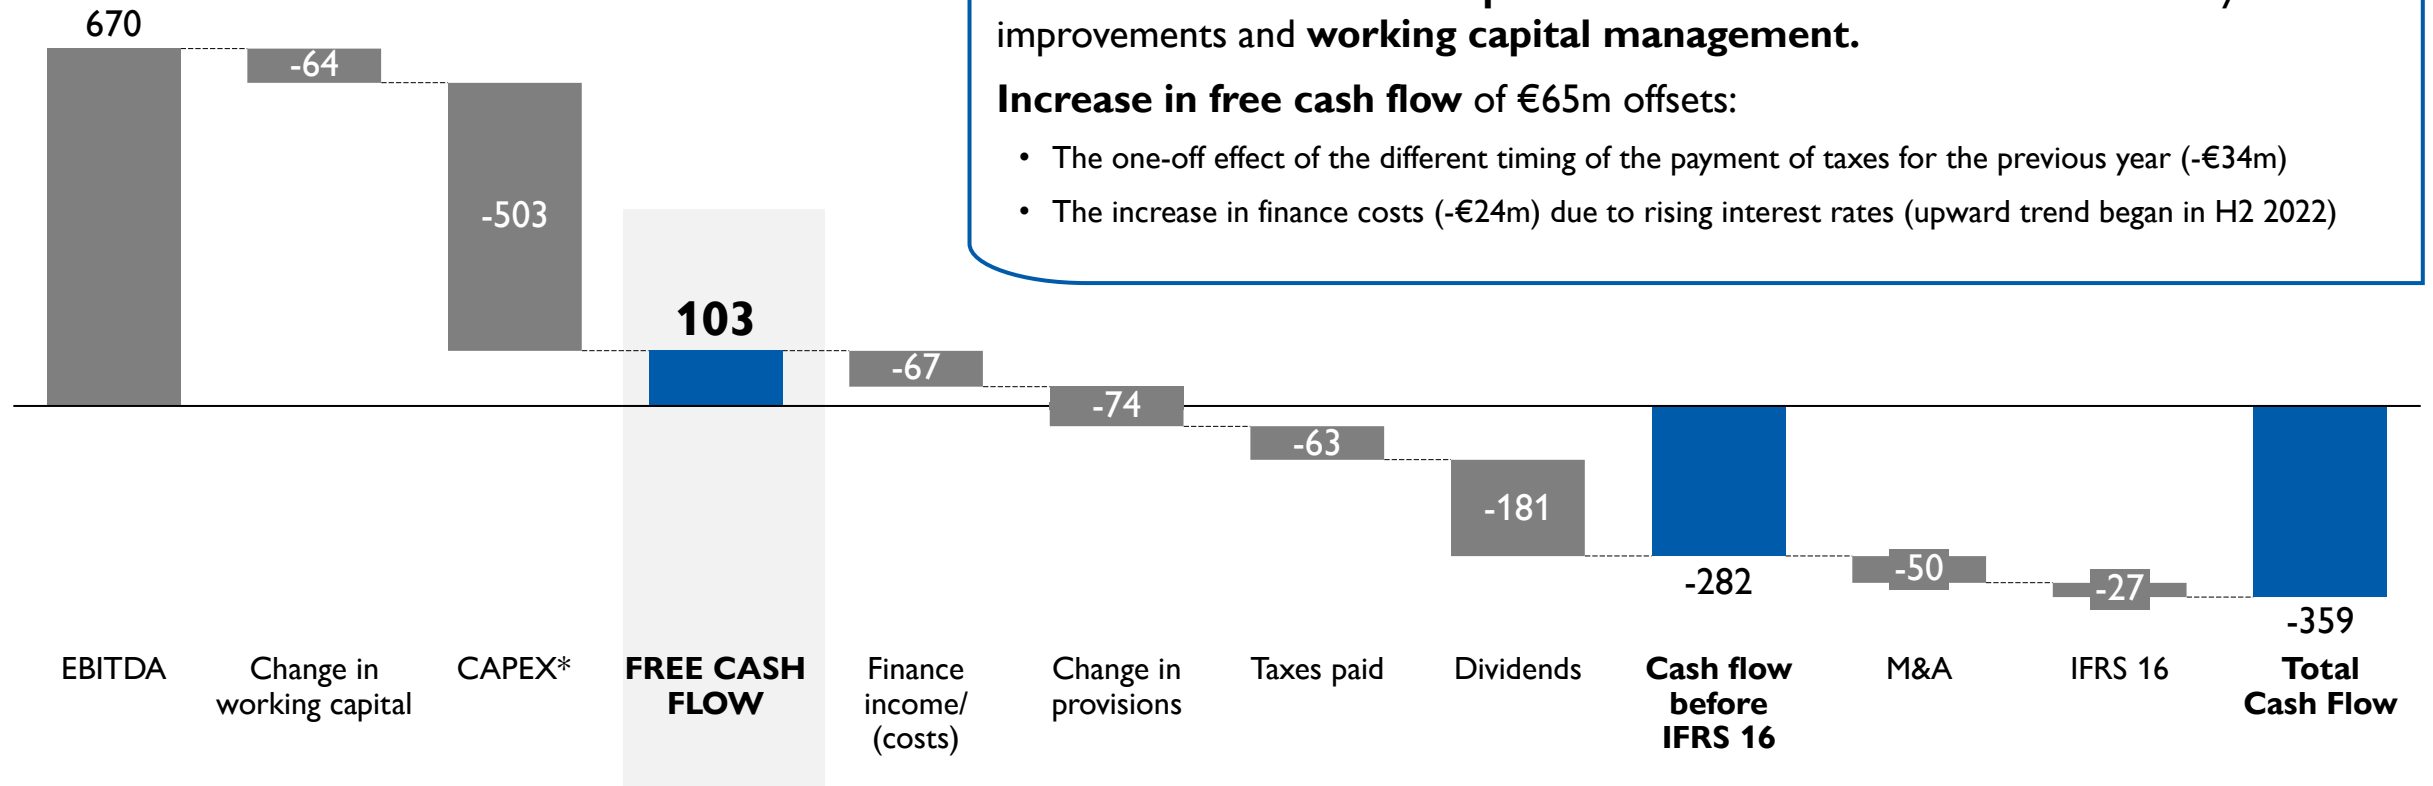 670
-64
-503
103
-67
-74
-63
-181
-282
-50
-27
-359
improvements and working capital management.
Increase in free cash flow of €65m offsets:
• The one-off effect of the different timing of the payment of taxes for the previous year (-€34m)
• The increase in finance costs (-€24m) due to rising interest rates (upward trend began in H2 2022)
EBITDA
Change in
working capital
CAPEX*
FREE CASH
FLOW
Finance
income/
(costs)
Change in
provisions
Taxes paid
Dividends
Cash flow
before
IFRS 16
M&A
IFRS 16
Total
Cash Flow